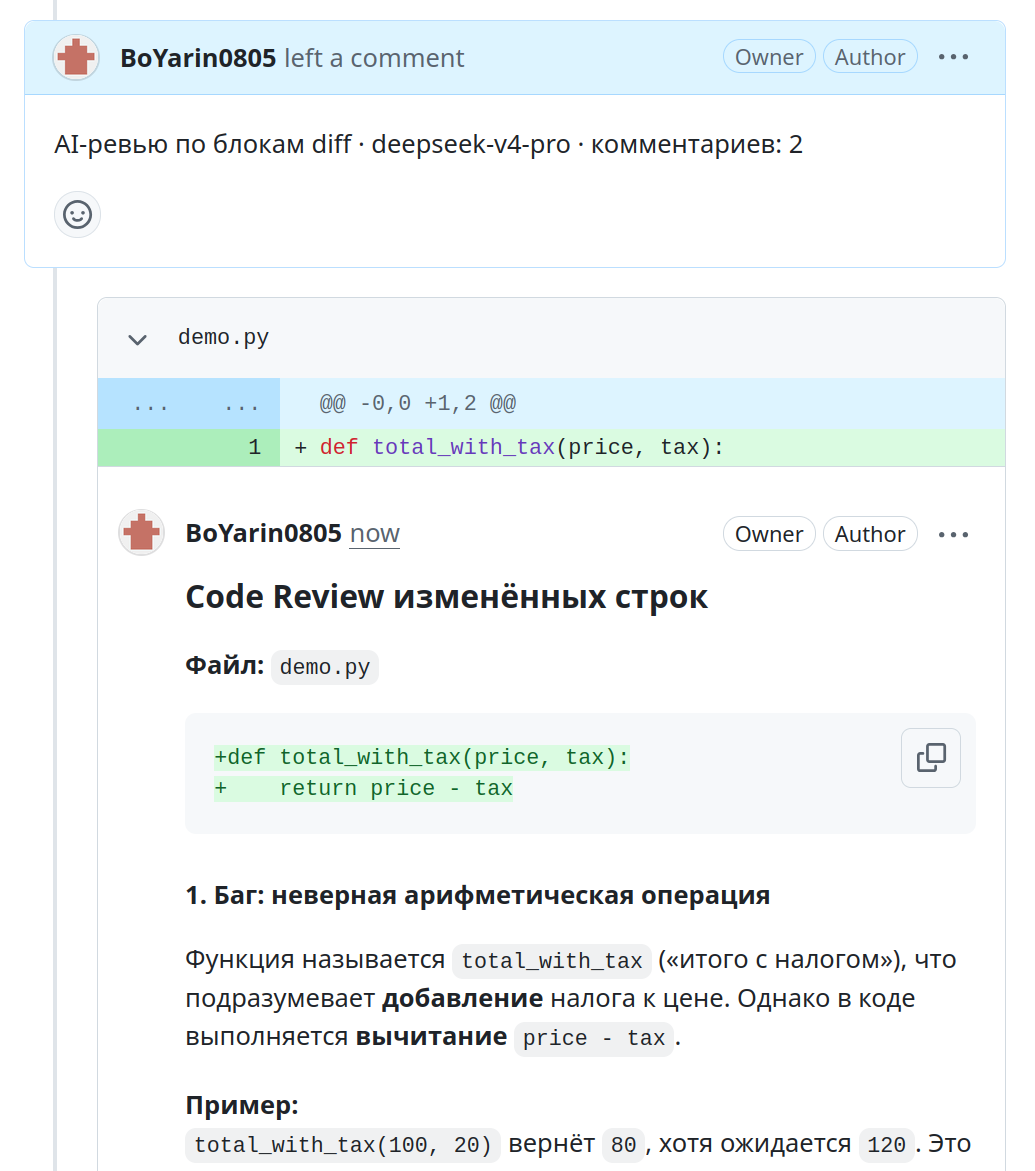 BoYarin0805 left a comment Owner Author ...
AI-ревью по блокам diff · deepseek-v4-pro · комментариев: 2
demo.py
... ... @@ -0,0 +1,2 @@
1 + def total_with_tax(price, tax):
BoYarin0805 now Owner Author ...
Code Review изменённых строк
Файл: demo.py
+def total_with_tax(price, tax):
+    return price - tax
1. Баг: неверная арифметическая операция
Функция называется total_with_tax («итого с налогом»), что
подразумевает добавление налога к цене. Однако в коде
выполняется вычитание price - tax.
Пример:
total_with_tax(100, 20) вернёт 80, хотя ожидается 120. Это